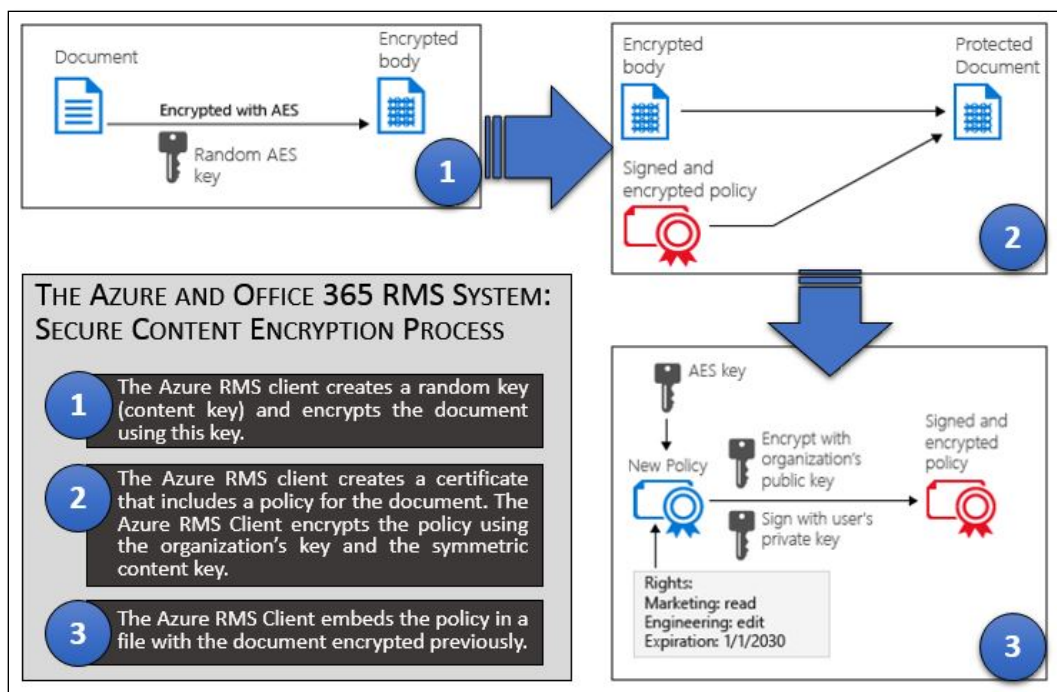 Document
Encrypted
body
Encrypted with AES
Random AES
key
1
Encrypted
body
Protected
Document
Signed and
encrypted policy
2
THE AZURE AND OFFICE 365 RMS SYSTEM:
SECURE CONTENT ENCRYPTION PROCESS
1
The Azure RMS client creates a random key
(content key) and encrypts the document
using this key.
2
The Azure RMS client creates a certificate
that includes a policy for the document. The
Azure RMS Client encrypts the policy using
the organization's key and the symmetric
content key.
3
The Azure RMS Client embeds the policy in a
file with the document encrypted previously.
AES key
New Policy
Encrypt with
organization's
public key
Sign with user's
private key
Signed and
encrypted
policy
Rights:
Marketing: read
Engineering: edit
Expiration: 1/1/2030
3